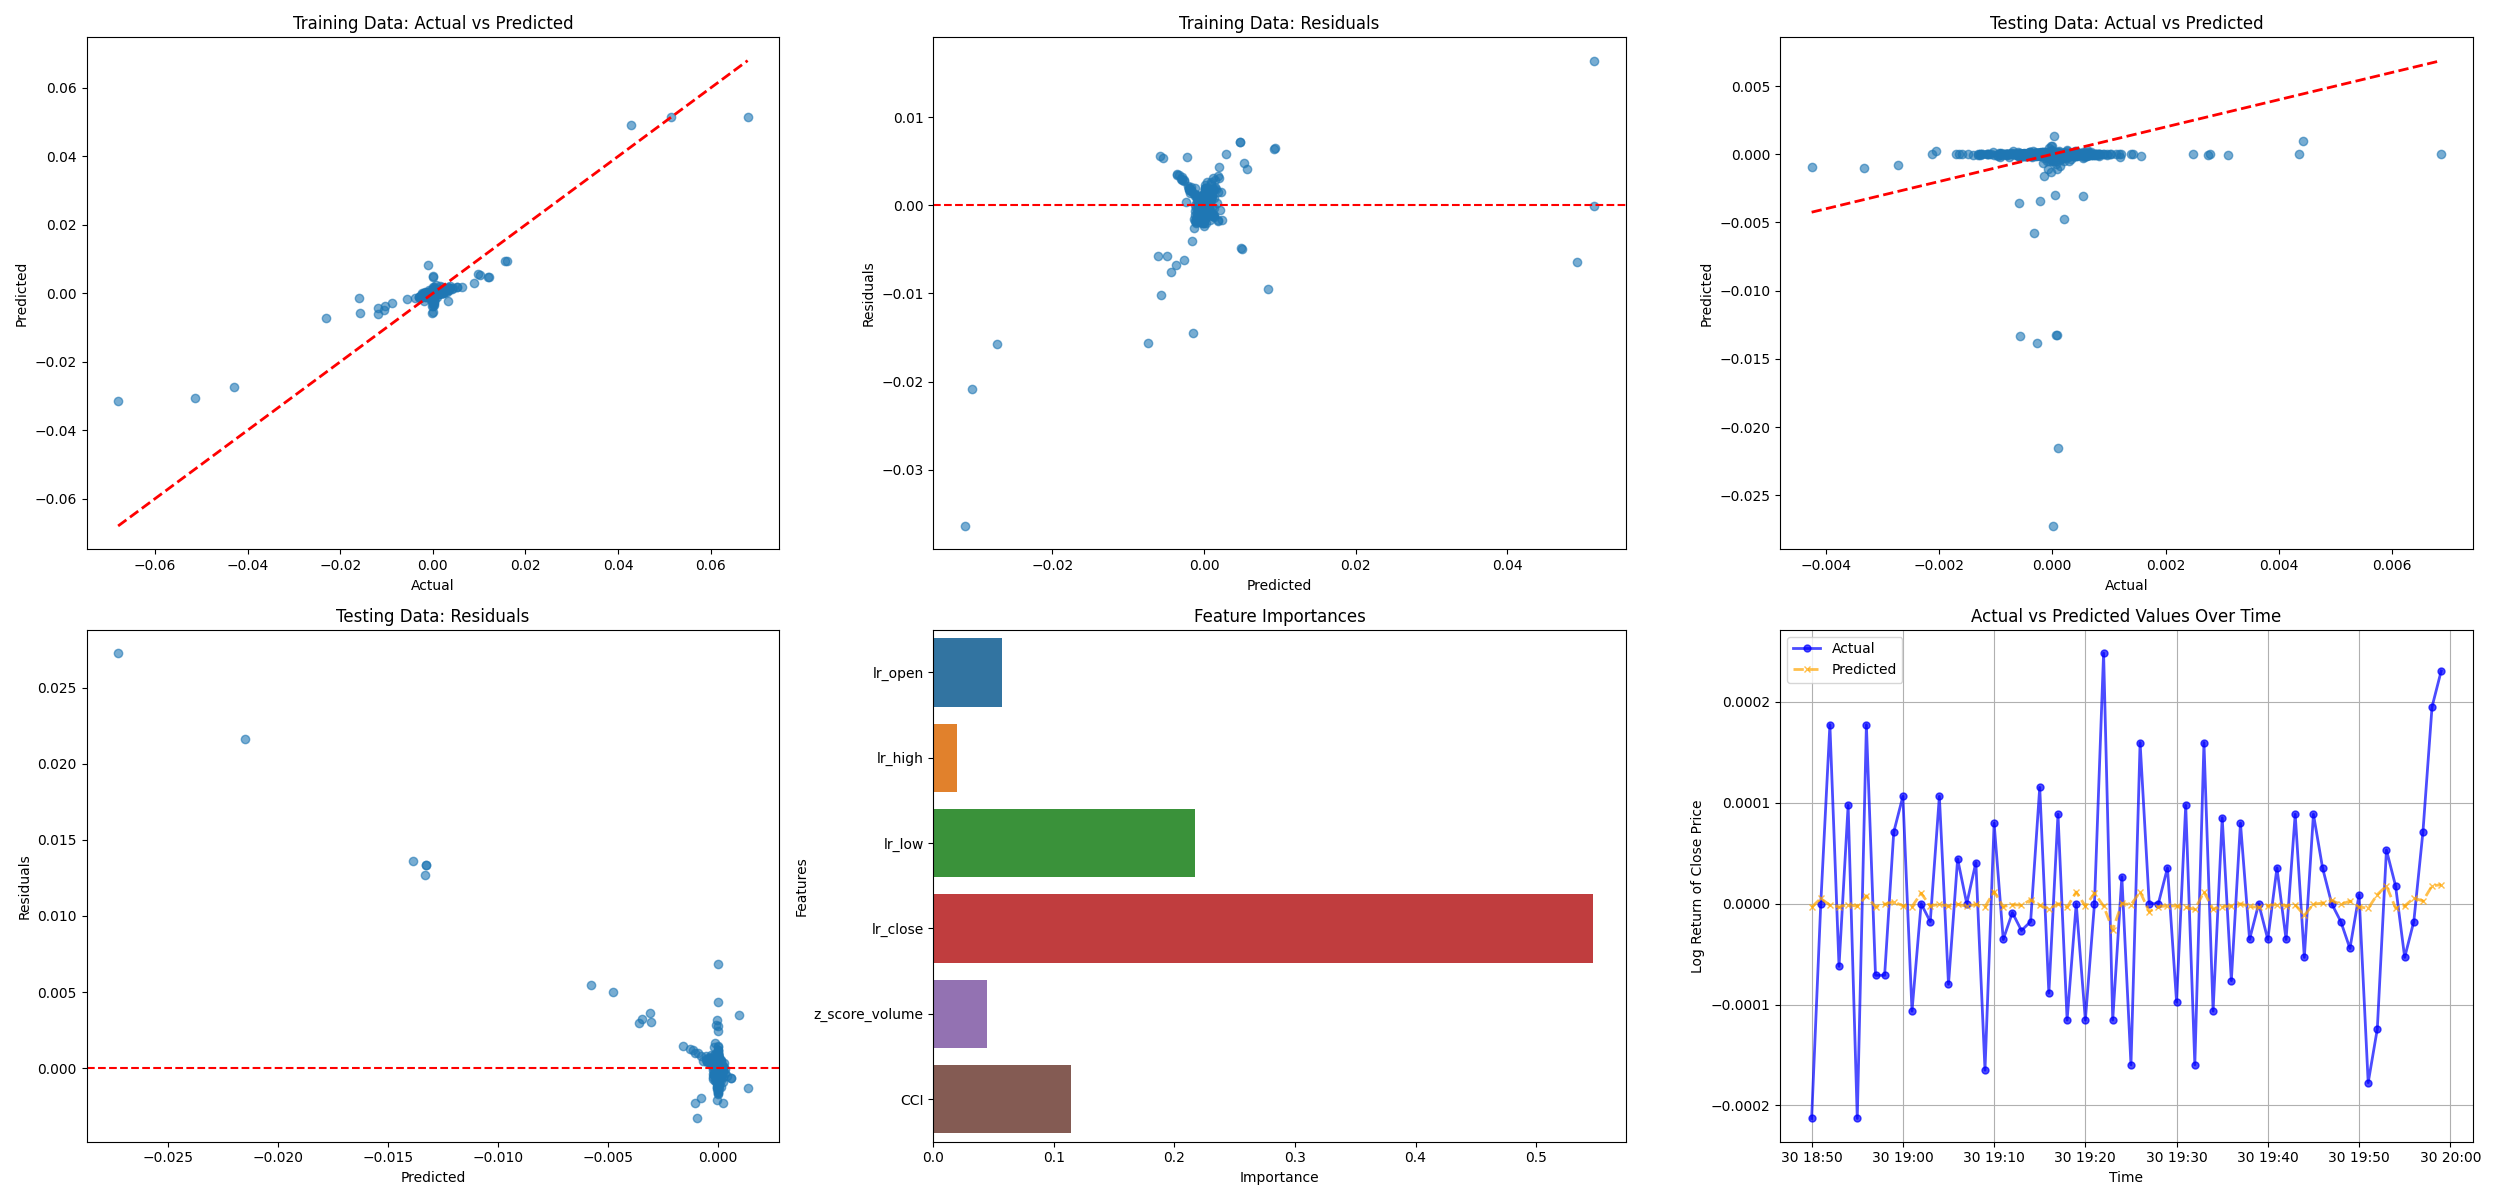 Training Data: Actual vs Predicted
0.06
0.04
0.02
0.00
−0.02
−0.04
−0.06
Predicted
−0.06 −0.04 −0.02 0.00 0.02 0.04 0.06
Actual
Training Data: Residuals
0.01
0.00
−0.01
−0.02
−0.03
Residuals
−0.02 0.00 0.02 0.04
Predicted
Testing Data: Actual vs Predicted
0.005
0.000
−0.005
−0.010
−0.015
−0.020
−0.025
Predicted
−0.004 −0.002 0.000 0.002 0.004 0.006
Actual
Testing Data: Residuals
0.025
0.020
0.015
0.010
0.005
0.000
Residuals
−0.025 −0.020 −0.015 −0.010 −0.005 0.000
Predicted
Feature Importances
lr_open
lr_high
lr_low
lr_close
z_score_volume
CCI
Features
0.0 0.1 0.2 0.3 0.4 0.5
Importance
Actual vs Predicted Values Over Time
Actual
Predicted
0.0002
0.0001
0.0000
−0.0001
−0.0002
Log Return of Close Price
30 18:50 30 19:00 30 19:10 30 19:20 30 19:30 30 19:40 30 19:50 30 20:00
Time